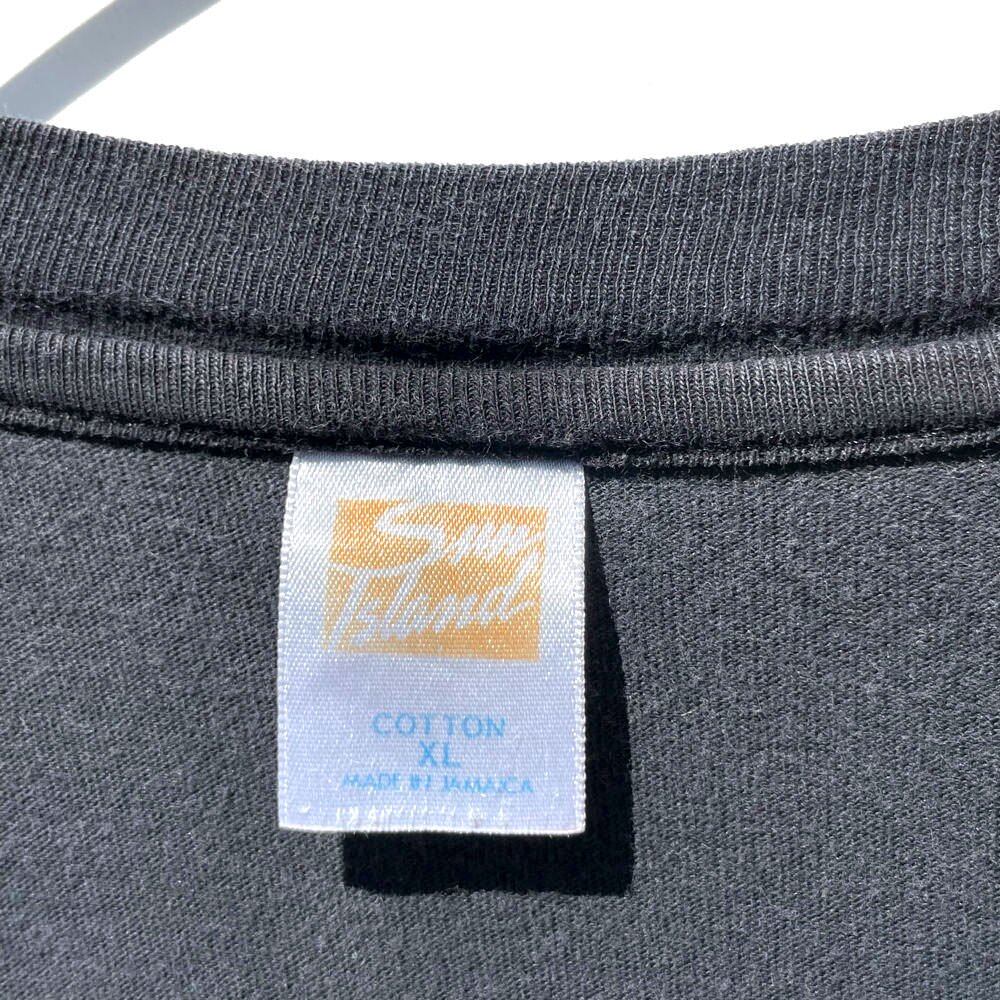 Sun
Island
COTTON
XL
MADE IN JAMAICA